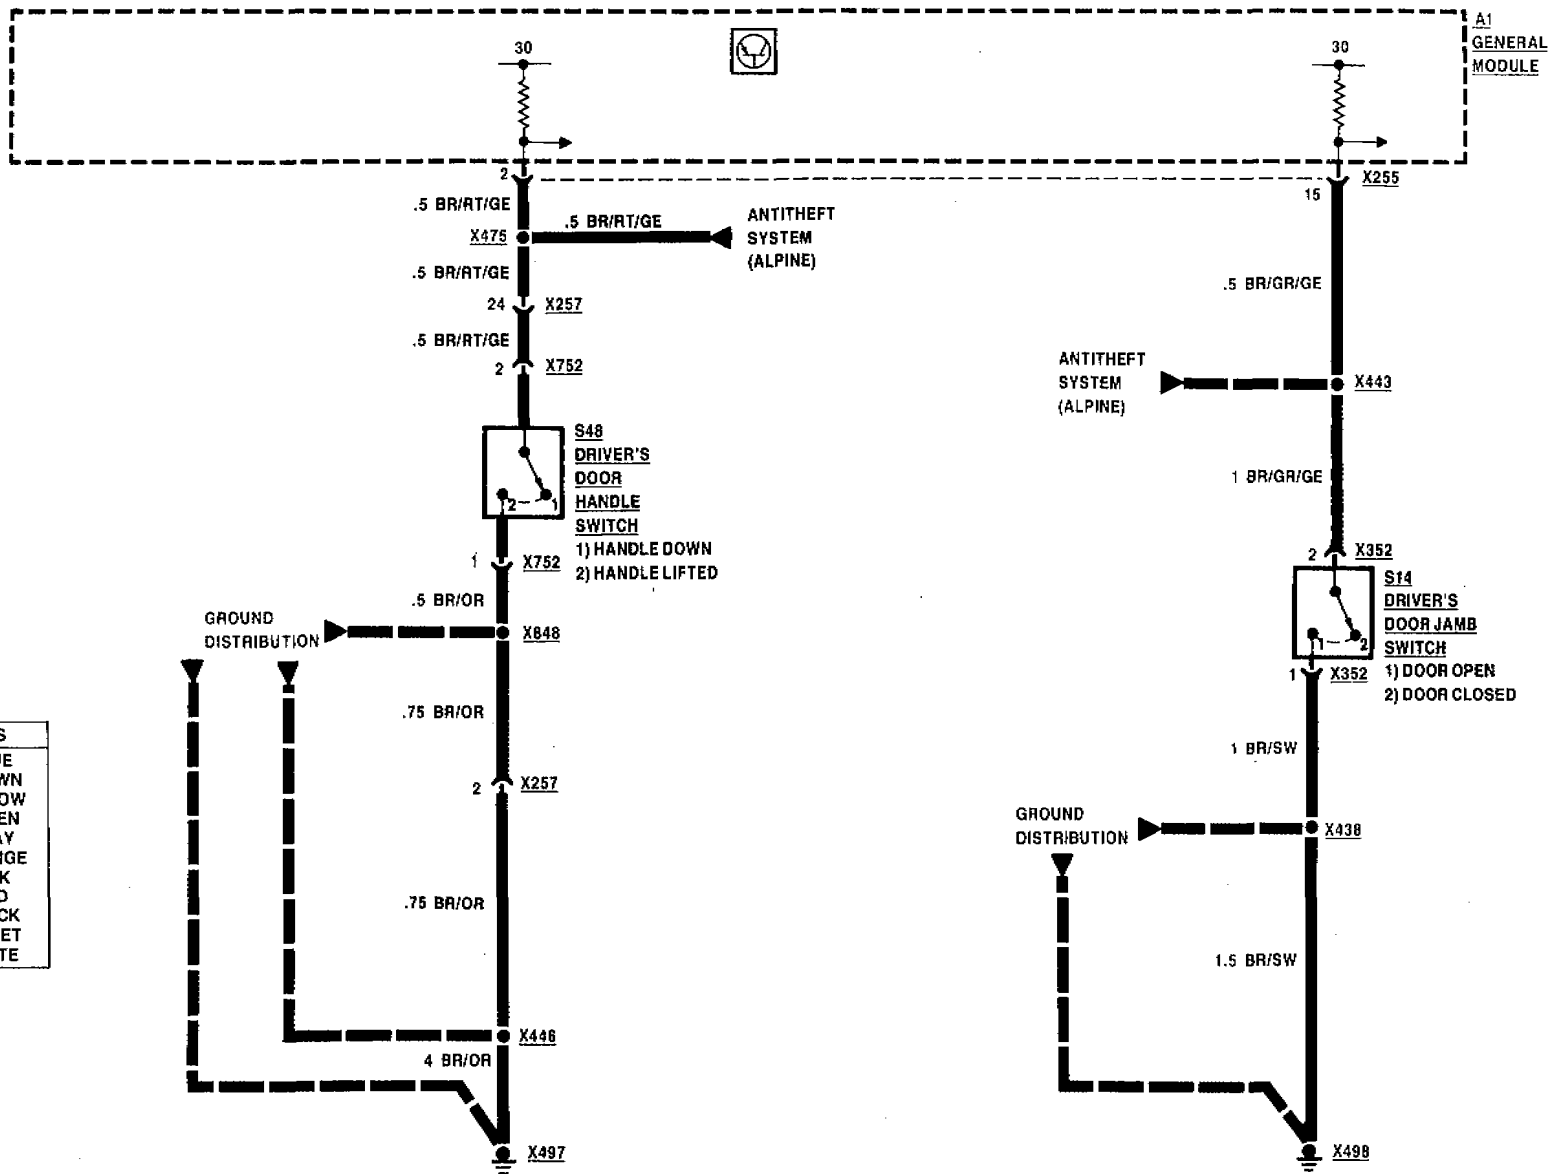 A1
GENERAL
MODULE
30
30
2
15
X255
.5 BR/RT/GE
.5 BR/RT/GE
X475
ANTITHEFT
SYSTEM
(ALPINE)
.5 BR/RT/GE
24
X257
.5 BR/RT/GE
2
X752
S48
DRIVER'S
DOOR
HANDLE
SWITCH
1) HANDLE DOWN
2) HANDLE LIFTED
2
1
1
X752
.5 BR/OR
GROUND
DISTRIBUTION
X848
.75 BR/OR
2
X257
.75 BR/OR
X446
4 BR/OR
X497
.5 BR/GR/GE
ANTITHEFT
SYSTEM
(ALPINE)
X443
1 BR/GR/GE
2
X352
S14
DRIVER'S
DOOR JAMB
SWITCH
1) DOOR OPEN
2) DOOR CLOSED
1
2
1
X352
1 BR/SW
GROUND
DISTRIBUTION
X438
1.5 BR/SW
X498